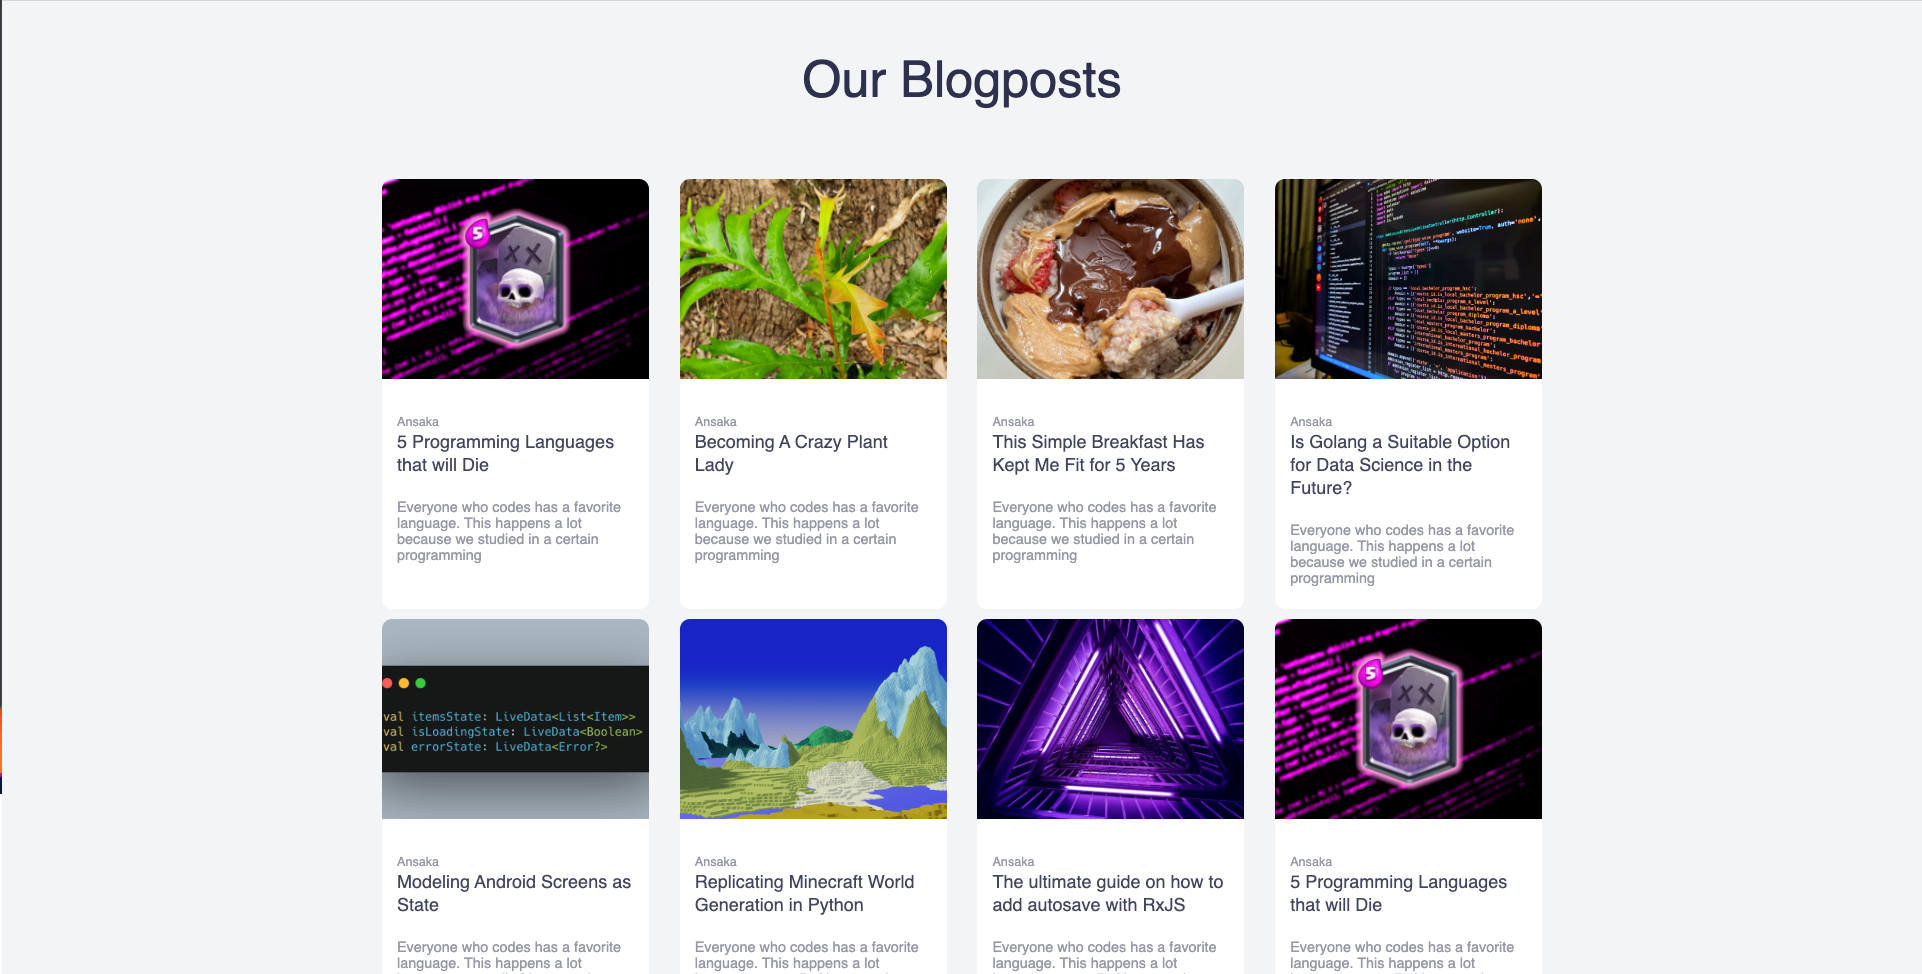 Our Blogposts
5
Ansaka
5 Programming Languages
that will Die
Everyone who codes has a favorite
language. This happens a lot
because we studied in a certain
programming
Ansaka
Becoming A Crazy Plant
Lady
Everyone who codes has a favorite
language. This happens a lot
because we studied in a certain
programming
Ansaka
This Simple Breakfast Has
Kept Me Fit for 5 Years
Everyone who codes has a favorite
language. This happens a lot
because we studied in a certain
programming
Ansaka
Is Golang a Suitable Option
for Data Science in the
Future?
Everyone who codes has a favorite
language. This happens a lot
because we studied in a certain
programming
val itemsState: LiveData<List<Item>>
val isLoadingState: LiveData<Boolean>
val errorState: LiveData<Error?>
Ansaka
Modeling Android Screens as
State
Everyone who codes has a favorite
language. This happens a lot
Ansaka
Replicating Minecraft World
Generation in Python
Everyone who codes has a favorite
language. This happens a lot
Ansaka
The ultimate guide on how to
add autosave with RxJS
Everyone who codes has a favorite
language. This happens a lot
5
Ansaka
5 Programming Languages
that will Die
Everyone who codes has a favorite
language. This happens a lot